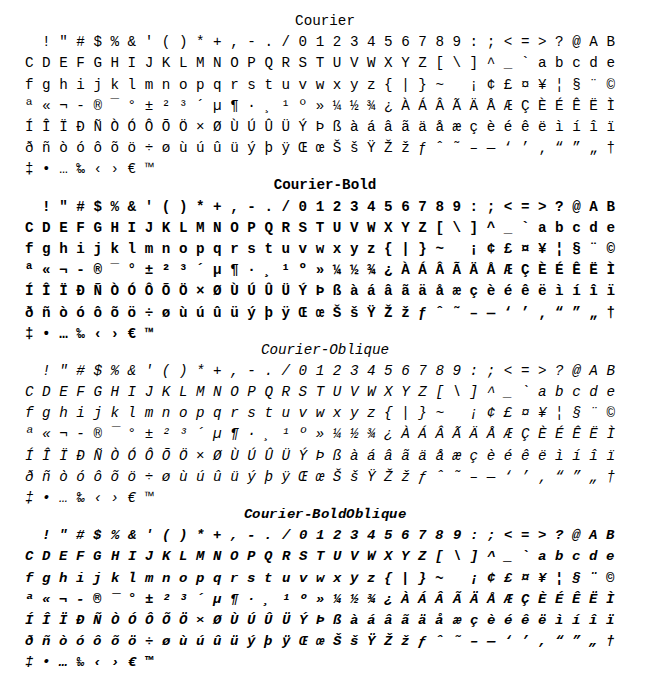 Courier
! " # $ % & ' ( ) * + , - . / 0 1 2 3 4 5 6 7 8 9 : ; < = > ? @ A B
C D E F G H I J K L M N O P Q R S T U V W X Y Z [ \ ] ^ _ ` a b c d e
f g h i j k l m n o p q r s t u v w x y z { | } ~ ¡ ¢ £ ¤ ¥ ¦ § ¨ ©
ª « ¬ - ® ¯ ° ± ² ³ ´ µ ¶ · ¸ ¹ º » ¼ ½ ¾ ¿ À Á Â Ã Ä Å Æ Ç È É Ê Ë Ì
Í Î Ï Ð Ñ Ò Ó Ô Õ Ö × Ø Ù Ú Û Ü Ý Þ ß à á â ã ä å æ ç è é ê ë ì í î ï
ð ñ ò ó ô õ ö ÷ ø ù ú û ü ý þ ÿ Œ œ Š š Ÿ Ž ž ƒ ˆ ˜ – — ‘ ’ ‚ “ ” „ †
‡ • … ‰ ‹ › € ™
Courier-Bold
! " # $ % & ' ( ) * + , - . / 0 1 2 3 4 5 6 7 8 9 : ; < = > ? @ A B
C D E F G H I J K L M N O P Q R S T U V W X Y Z [ \ ] ^ _ ` a b c d e
f g h i j k l m n o p q r s t u v w x y z { | } ~ ¡ ¢ £ ¤ ¥ ¦ § ¨ ©
ª « ¬ - ® ¯ ° ± ² ³ ´ µ ¶ · ¸ ¹ º » ¼ ½ ¾ ¿ À Á Â Ã Ä Å Æ Ç È É Ê Ë Ì
Í Î Ï Ð Ñ Ò Ó Ô Õ Ö × Ø Ù Ú Û Ü Ý Þ ß à á â ã ä å æ ç è é ê ë ì í î ï
ð ñ ò ó ô õ ö ÷ ø ù ú û ü ý þ ÿ Œ œ Š š Ÿ Ž ž ƒ ˆ ˜ – — ‘ ’ ‚ “ ” „ †
‡ • … ‰ ‹ › € ™
Courier-Oblique
! " # $ % & ' ( ) * + , - . / 0 1 2 3 4 5 6 7 8 9 : ; < = > ? @ A B
C D E F G H I J K L M N O P Q R S T U V W X Y Z [ \ ] ^ _ ` a b c d e
f g h i j k l m n o p q r s t u v w x y z { | } ~ ¡ ¢ £ ¤ ¥ ¦ § ¨ ©
ª « ¬ - ® ¯ ° ± ² ³ ´ µ ¶ · ¸ ¹ º » ¼ ½ ¾ ¿ À Á Â Ã Ä Å Æ Ç È É Ê Ë Ì
Í Î Ï Ð Ñ Ò Ó Ô Õ Ö × Ø Ù Ú Û Ü Ý Þ ß à á â ã ä å æ ç è é ê ë ì í î ï
ð ñ ò ó ô õ ö ÷ ø ù ú û ü ý þ ÿ Œ œ Š š Ÿ Ž ž ƒ ˆ ˜ – — ‘ ’ ‚ “ ” „ †
‡ • … ‰ ‹ › € ™
Courier-BoldOblique
! " # $ % & ' ( ) * + , - . / 0 1 2 3 4 5 6 7 8 9 : ; < = > ? @ A B
C D E F G H I J K L M N O P Q R S T U V W X Y Z [ \ ] ^ _ ` a b c d e
f g h i j k l m n o p q r s t u v w x y z { | } ~ ¡ ¢ £ ¤ ¥ ¦ § ¨ ©
ª « ¬ - ® ¯ ° ± ² ³ ´ µ ¶ · ¸ ¹ º » ¼ ½ ¾ ¿ À Á Â Ã Ä Å Æ Ç È É Ê Ë Ì
Í Î Ï Ð Ñ Ò Ó Ô Õ Ö × Ø Ù Ú Û Ü Ý Þ ß à á â ã ä å æ ç è é ê ë ì í î ï
ð ñ ò ó ô õ ö ÷ ø ù ú û ü ý þ ÿ Œ œ Š š Ÿ Ž ž ƒ ˆ ˜ – — ‘ ’ ‚ “ ” „ †
‡ • … ‰ ‹ › € ™